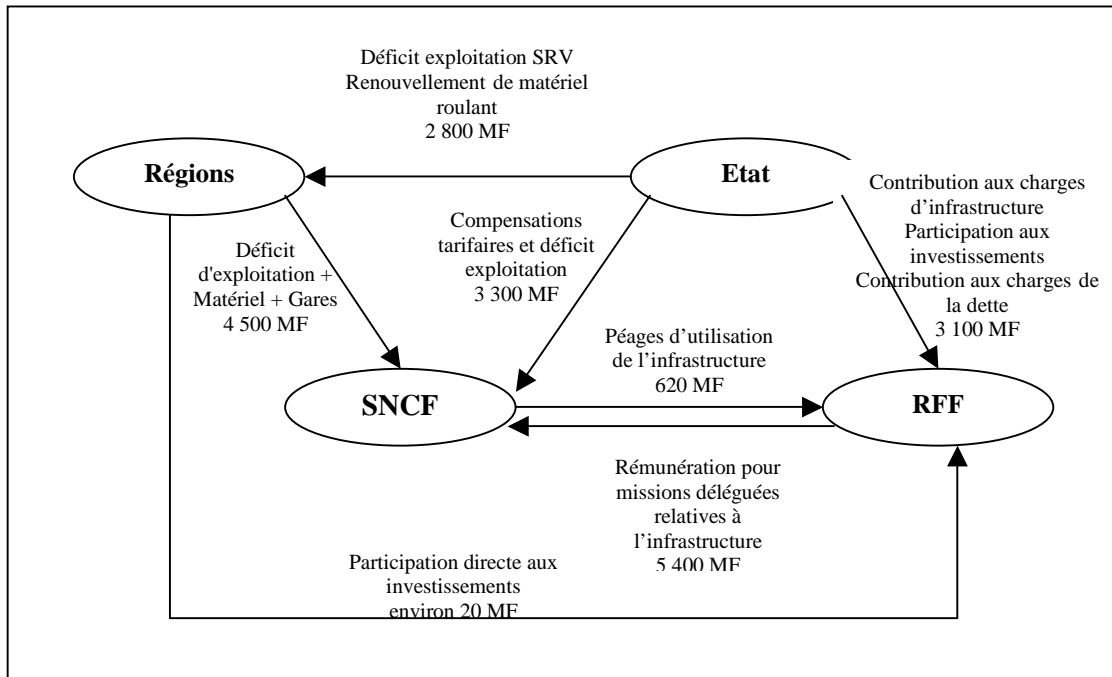 Déficit exploitation SRV
Renouvellement de matériel
roulant
2 800 MF
Régions
Etat
Contribution aux charges
d’infrastructure
Participation aux
investissements
Contribution aux charges de
la dette
3 100 MF
Compensations
tarifaires et déficit
exploitation
3 300 MF
Déficit
d'exploitation +
Matériel + Gares
4 500 MF
Péages d’utilisation
de l’infrastructure
620 MF
SNCF
RFF
Rémunération pour
missions déléguées
relatives à
l’infrastructure
5 400 MF
Participation directe aux
investissements
environ 20 MF